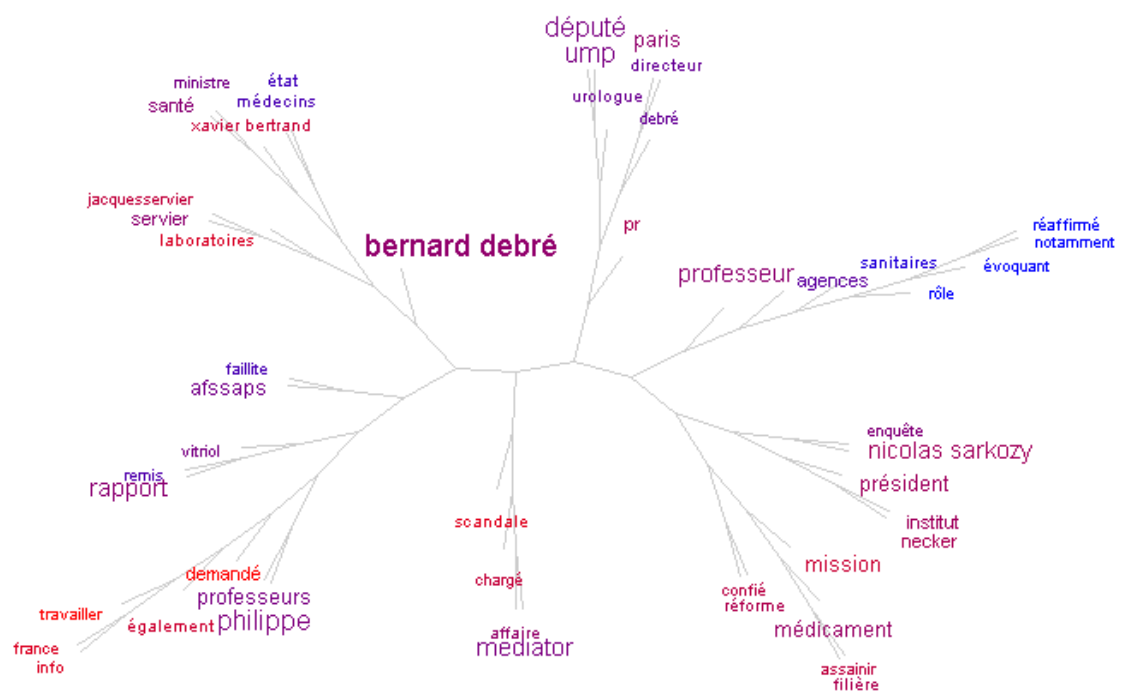 député
ump
paris
directeur
urologue
debré
pr
ministre
état
santé
médecins
xavier bertrand
jacquesservier
servier
laboratoires
bernard debré
professeur
agences
sanitaires
réaffirmé
notamment
évoquant
rôle
faillite
afssaps
vitriol
remis
rapport
demandé
professeurs
philippe
également
travailler
france
info
scandale
chargé
affaire
mediator
enquête
nicolas sarkozy
président
institut
necker
mission
confié
réforme
médicament
assainir
filière